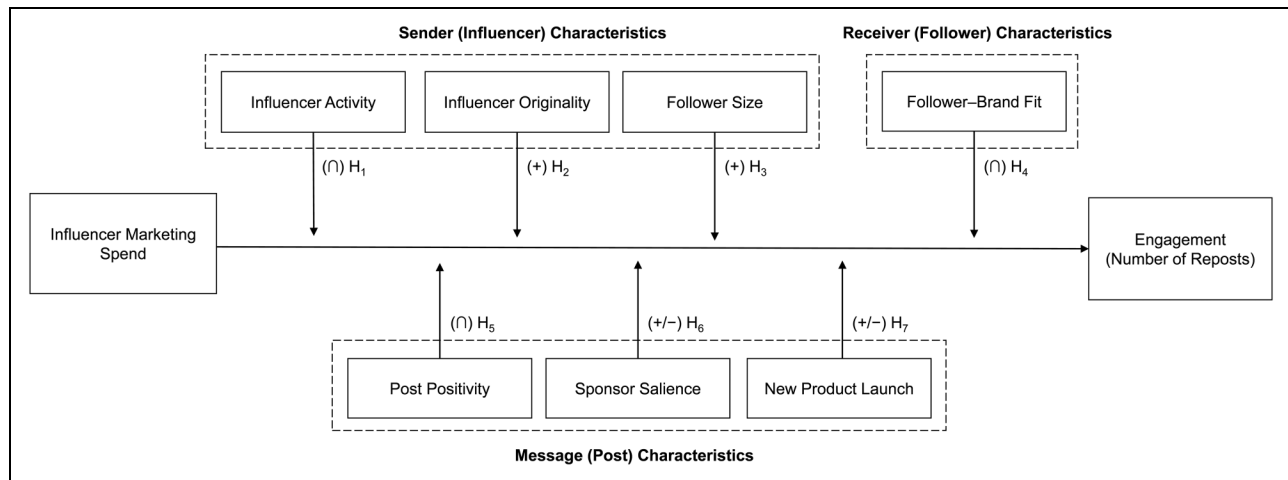 Sender (Influencer) Characteristics
Receiver (Follower) Characteristics
Influencer Activity
Influencer Originality
Follower Size
Follower–Brand Fit
(∩) H₁
(+) H₂
(+) H₃
(∩) H₄
Influencer Marketing
Spend
Engagement
(Number of Reposts)
(∩) H₅
(+/−) H₆
(+/−) H₇
Post Positivity
Sponsor Salience
New Product Launch
Message (Post) Characteristics